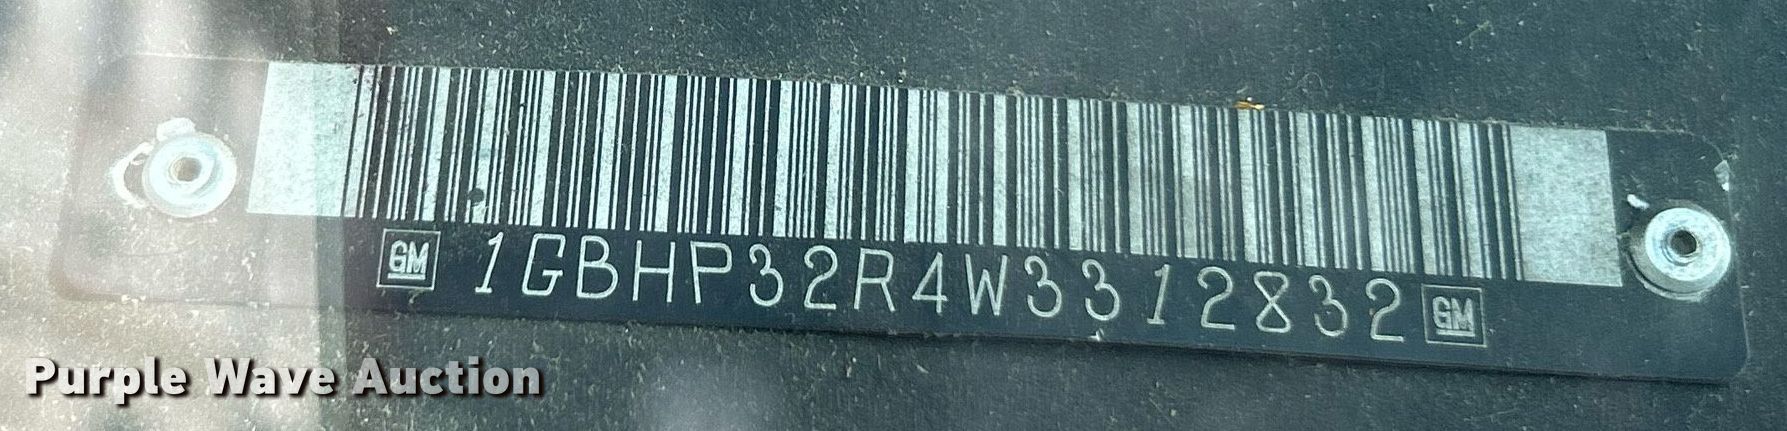 GM 1GBHP32R4W3312832 GM
Purple Wave Auction